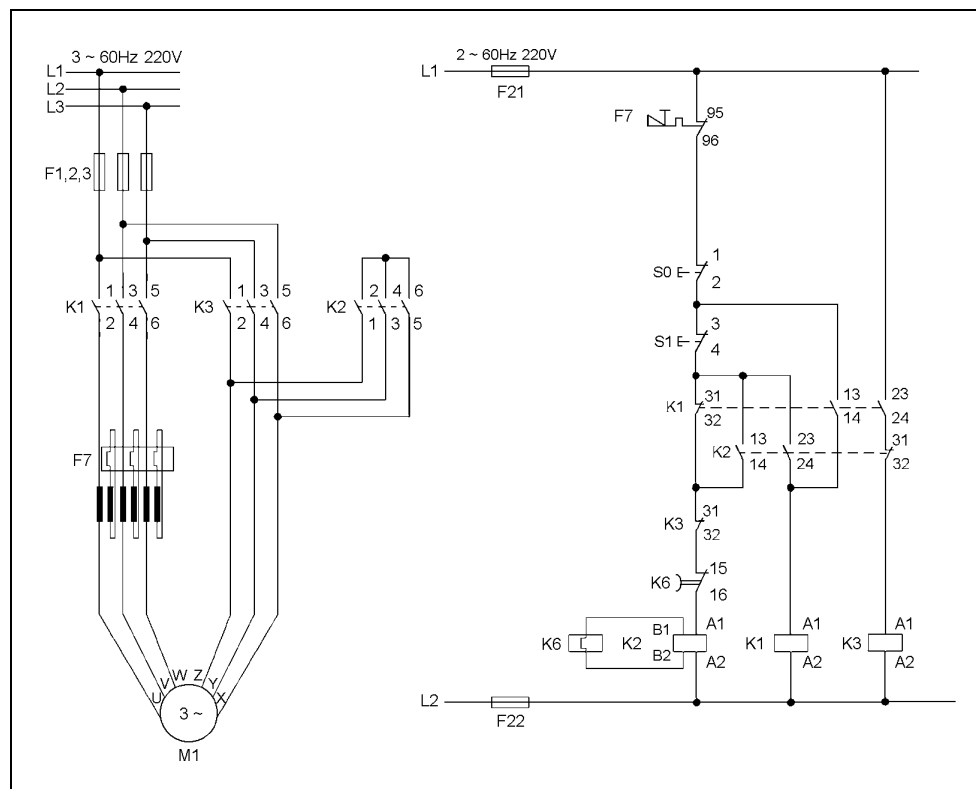 3 ~ 60Hz 220V
L1
L2
L3
F1,2,3
K1
1 3 5
2 4 6
K3
1 3 5
2 4 6
K2
2 4 6
1 3 5
F7
U V W Z Y X
3 ~
M1
2 ~ 60Hz 220V
L1
F21
F7
95
96
S0 E
1
2
S1 E
3
4
K1
31
32
13
14
23
24
K2
13
14
23
24
31
32
K3
31
32
K6
15
16
K6
K2
B1
B2
A1
A2
K1
A1
A2
K3
A1
A2
L2
F22